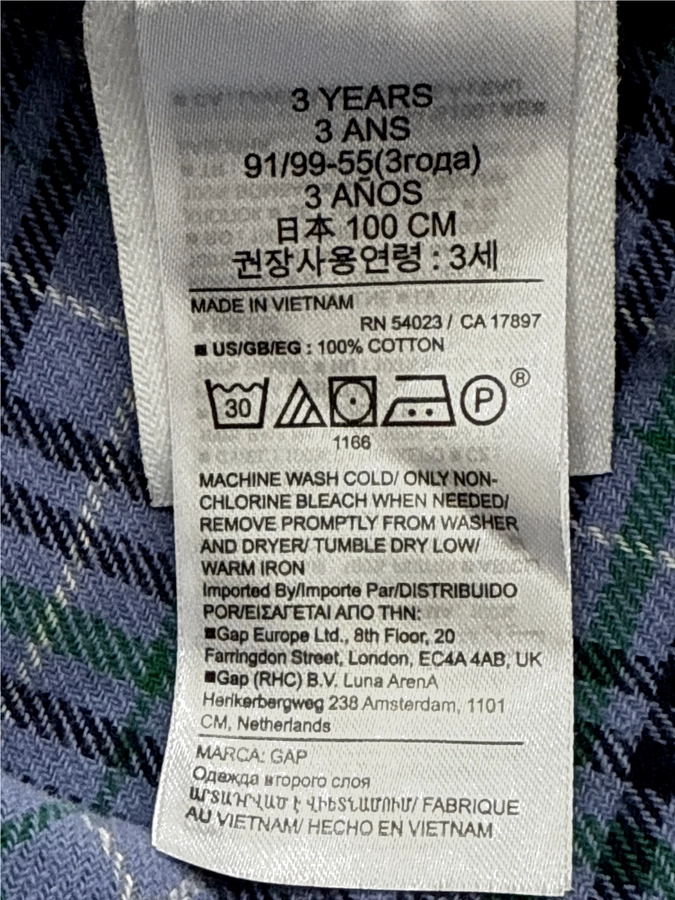 3 YEARS
3 ANS
91/99-55(3года)
3 AÑOS
日本 100 CM
권장사용연령 : 3세
MADE IN VIETNAM
RN 54023 / CA 17897
■ US/GB/EG : 100% COTTON
30 P ®
1166
MACHINE WASH COLD/ ONLY NON-
CHLORINE BLEACH WHEN NEEDED/
REMOVE PROMPTLY FROM WASHER
AND DRYER/ TUMBLE DRY LOW/
WARM IRON
Imported By/Importe Par/DISTRIBUIDO
POR/ΕΙΣΑΓΕΤΑΙ ΑΠΟ ΤΗΝ:
■Gap Europe Ltd., 8th Floor, 20
Farringdon Street, London, EC4A 4AB, UK
■Gap (RHC) B.V. Luna ArenA
Herikerbergweg 238 Amsterdam, 1101
CM, Netherlands
MARCA: GAP
Одежда второго слоя
ԱՐՏԱԴՐՎԱԾ Է ՎԻԵՏՆԱՄՈՒՄ/ FABRIQUE
AU VIETNAM/ HECHO EN VIETNAM